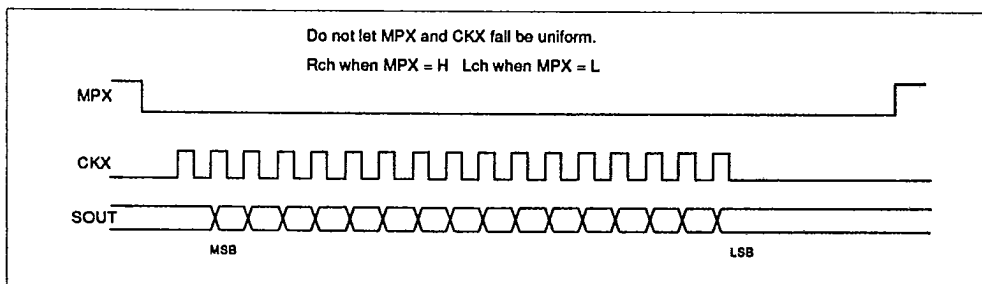 Do not let MPX and CKX fall be uniform.
Rch when MPX = H Lch when MPX = L
MPX
CKX
SOUT
MSB
LSB